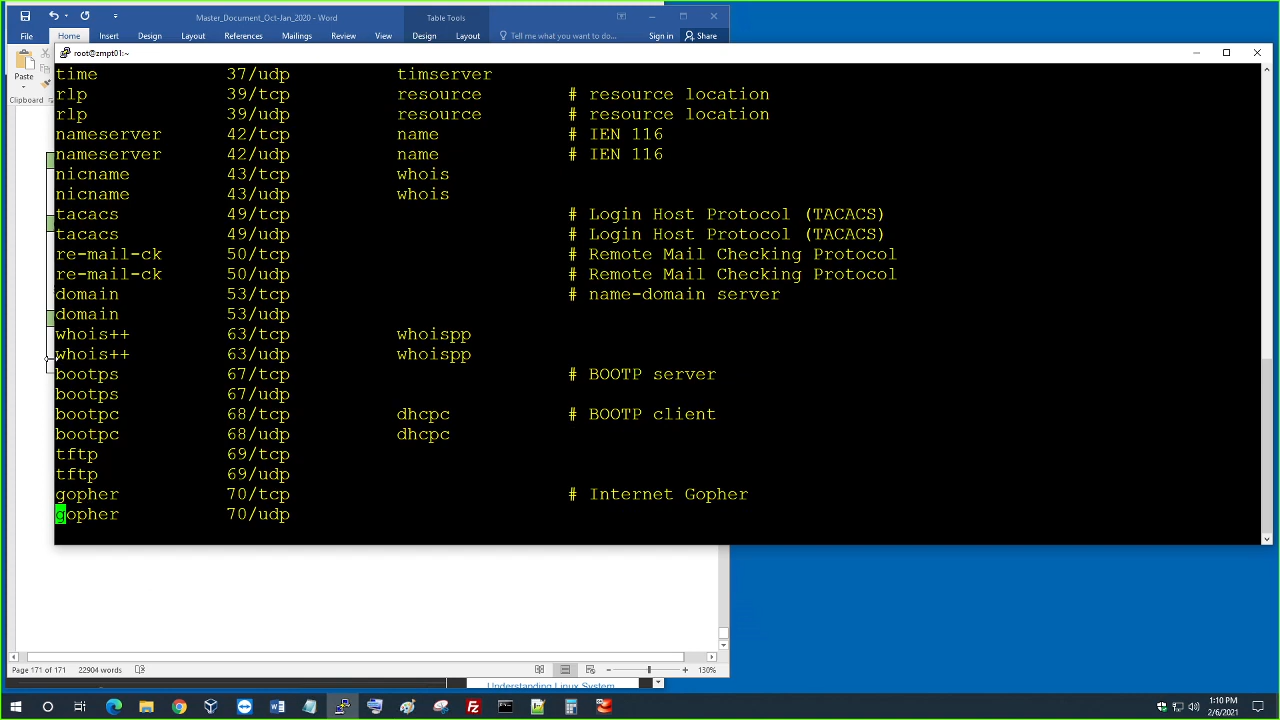 Master_Document_Oct-Jan_2020 - Word
Table Tools
File Home Insert Design Layout References Mailings Review View Design Layout Tell me what you want to do... Sign in Share
Paste
Clipboard
root@zmpt01:~
time 37/udp timserver
rlp 39/tcp resource # resource location
rlp 39/udp resource # resource location
nameserver 42/tcp name # IEN 116
nameserver 42/udp name # IEN 116
nicname 43/tcp whois
nicname 43/udp whois
tacacs 49/tcp # Login Host Protocol (TACACS)
tacacs 49/udp # Login Host Protocol (TACACS)
re-mail-ck 50/tcp # Remote Mail Checking Protocol
re-mail-ck 50/udp # Remote Mail Checking Protocol
domain 53/tcp # name-domain server
domain 53/udp
whois++ 63/tcp whoispp
whois++ 63/udp whoispp
bootps 67/tcp # BOOTP server
bootps 67/udp
bootpc 68/tcp dhcpc # BOOTP client
bootpc 68/udp dhcpc
tftp 69/tcp
tftp 69/udp
gopher 70/tcp # Internet Gopher
gopher 70/udp
Page 171 of 171 22904 words 130%
Understanding Linux System
1:10 PM
2/6/2021